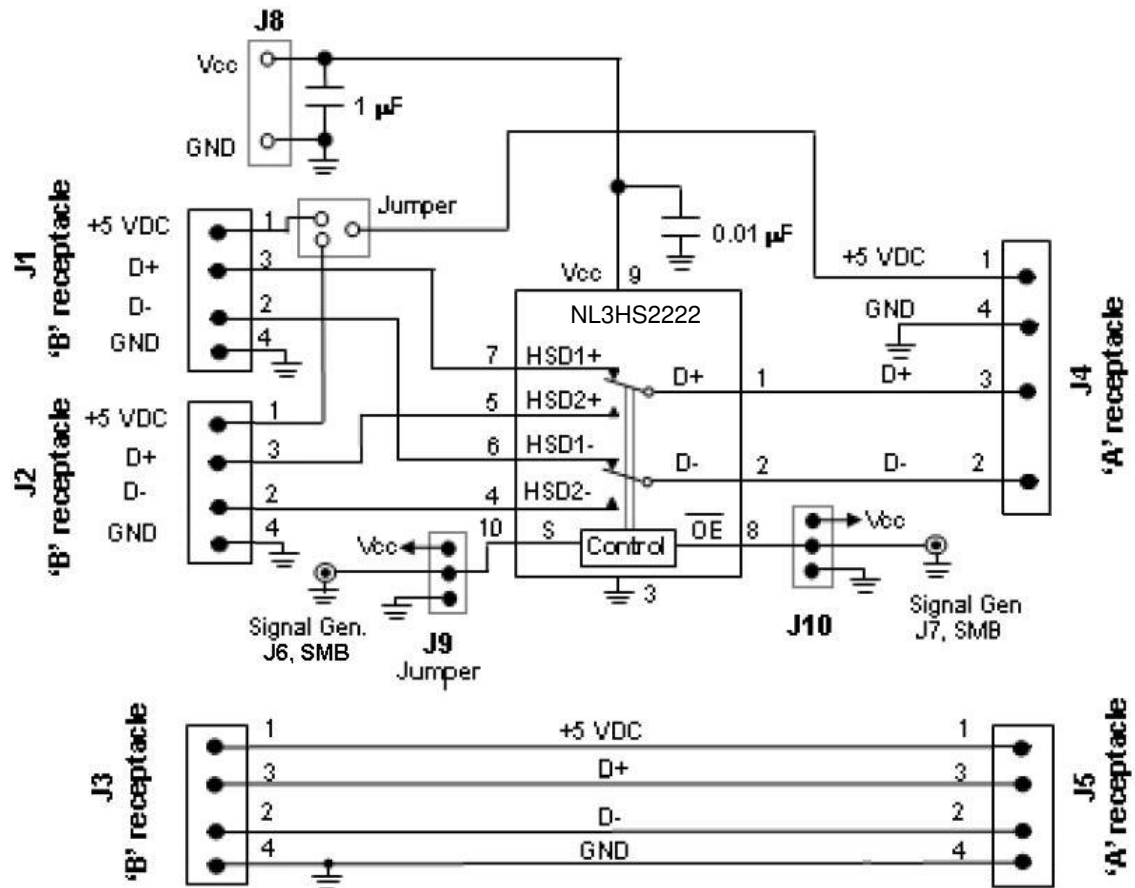 J8
Vcc
1 µF
GND
Jumper
J1
'B' receptacle
+5 VDC
1
D+
3
D-
2
GND
4
0.01 µF
Vcc
9
NL3HS2222
+5 VDC
1
GND
4
D+
3
D-
2
J4
'A' receptacle
7
HSD1+
D+
1
5
HSD2+
6
HSD1-
D-
2
4
HSD2-
10
S
Control
OE
8
3
J2
'B' receptacle
+5 VDC
1
D+
3
D-
2
GND
4
Vcc
Signal Gen.
J6, SMB
J9
Jumper
Vcc
J10
Signal Gen
J7, SMB
J3
'B' receptacle
1
+5 VDC
1
3
D+
3
2
D-
2
4
GND
4
J5
'A' receptacle